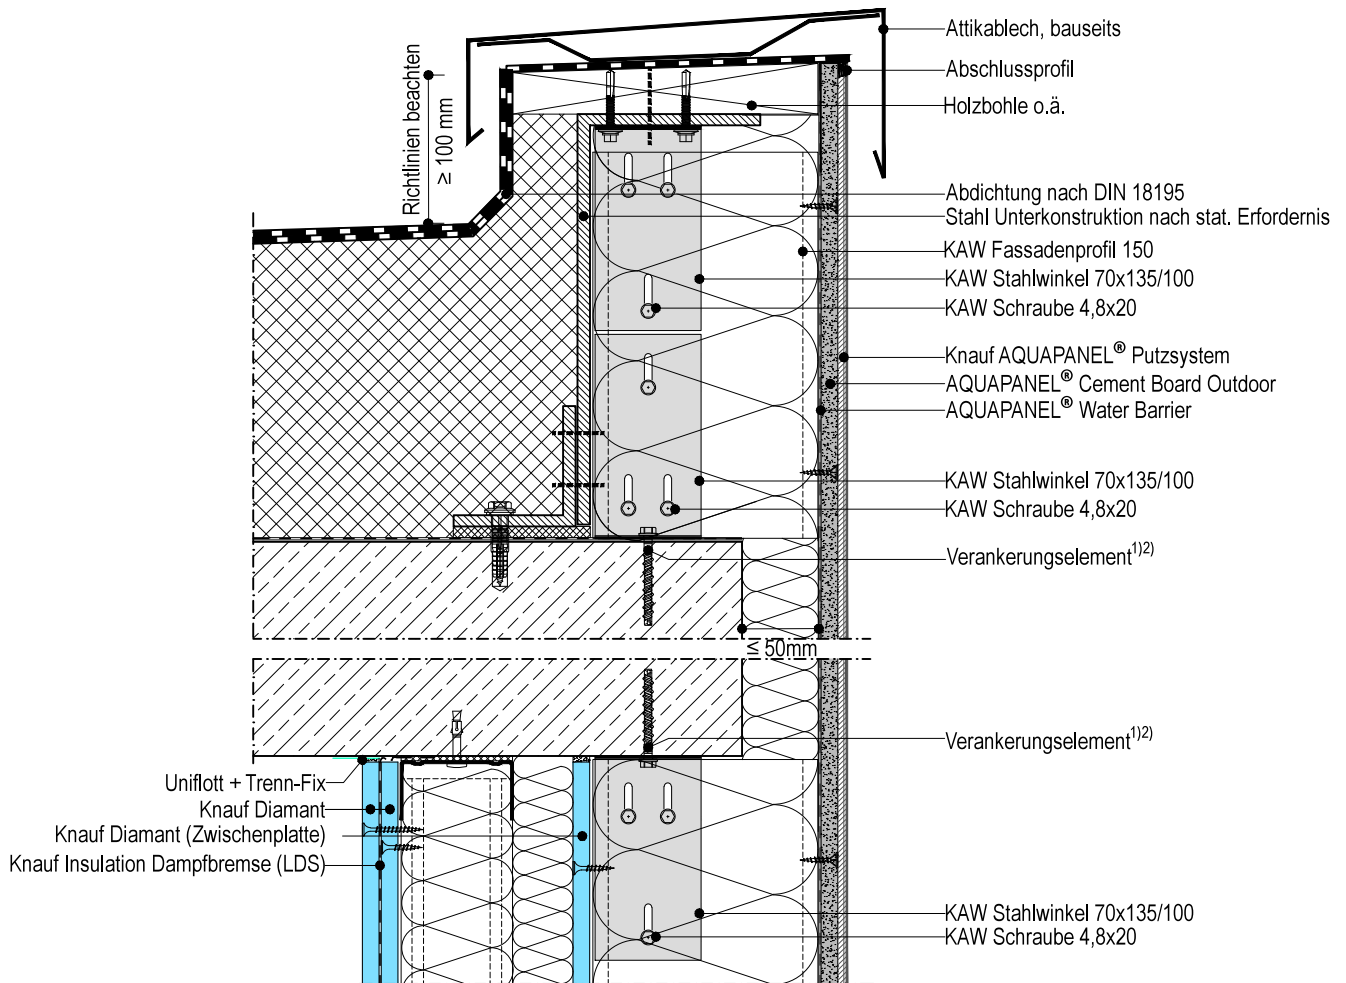 Attikablech, bauseits
Abschlussprofil
Holzbohle o.ä.
Richtlinien beachten
≥ 100 mm
Abdichtung nach DIN 18195
Stahl Unterkonstruktion nach stat. Erfordernis
KAW Fassadenprofil 150
KAW Stahlwinkel 70x135/100
KAW Schraube 4,8x20
Knauf AQUAPANEL® Putzsystem
AQUAPANEL® Cement Board Outdoor
AQUAPANEL® Water Barrier
KAW Stahlwinkel 70x135/100
KAW Schraube 4,8x20
Verankerungselement¹⁾²⁾
≤ 50mm
Verankerungselement¹⁾²⁾
Uniflott + Trenn-Fix
Knauf Diamant
Knauf Diamant (Zwischenplatte)
Knauf Insulation Dampfbremse (LDS)
KAW Stahlwinkel 70x135/100
KAW Schraube 4,8x20